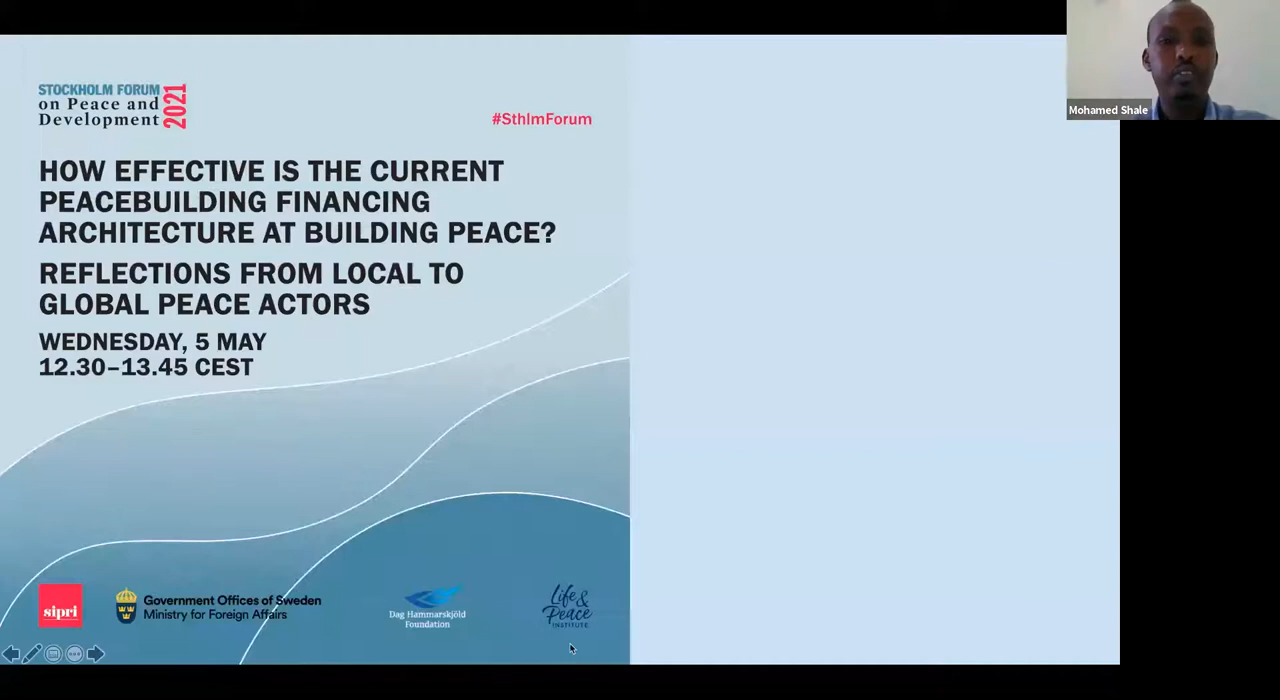 STOCKHOLM FORUM
on Peace and
Development
2021
#SthlmForum
HOW EFFECTIVE IS THE CURRENT
PEACEBUILDING FINANCING
ARCHITECTURE AT BUILDING PEACE?
REFLECTIONS FROM LOCAL TO
GLOBAL PEACE ACTORS
WEDNESDAY, 5 MAY
12.30–13.45 CEST
sipri
Government Offices of Sweden
Ministry for Foreign Affairs
Dag Hammarskjöld
Foundation
Life &
Peace
INSTITUTE
Mohamed Shale